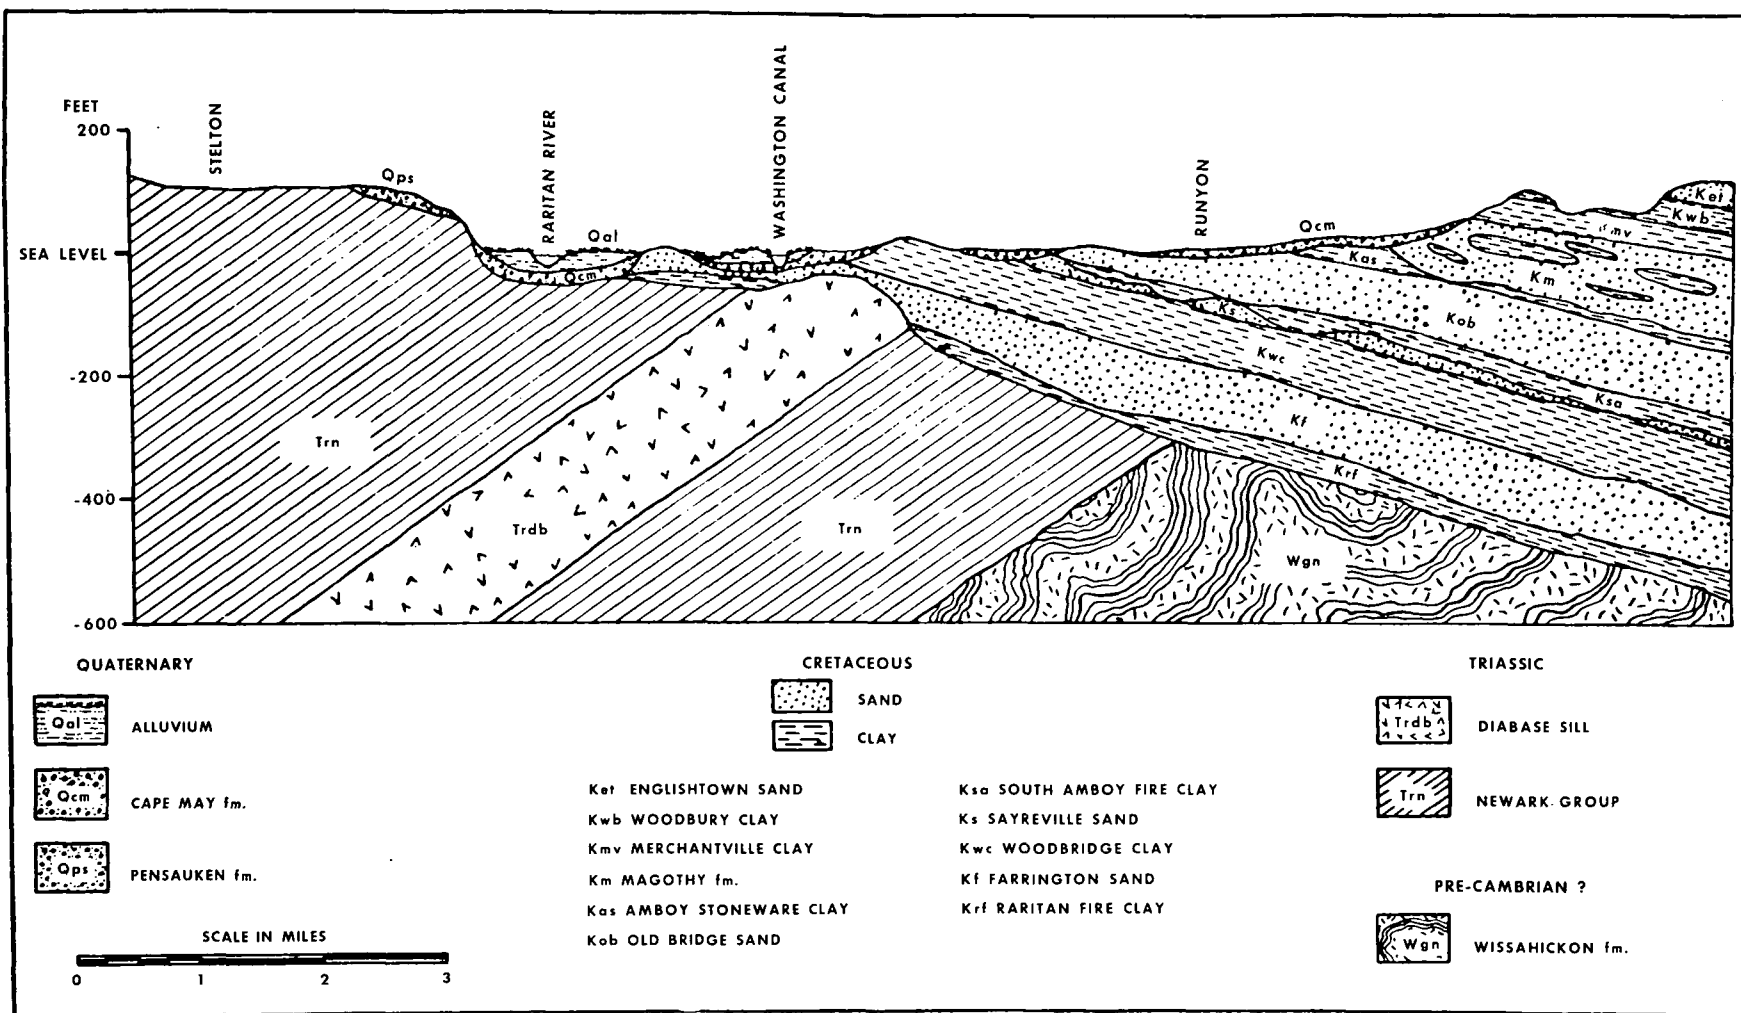 FEET
200
SEA LEVEL
-200
-400
-600
STELTON
RARITAN RIVER
WASHINGTON CANAL
RUNYON
Qps
Qal
Qcm
Qcm
Ket
Kwb
Kas
Km
Kob
Ks
Kwc
Ksa
Kf
Krf
Trn
Trdb
Trn
Wgn
QUATERNARY
Qal ALLUVIUM
Qcm CAPE MAY fm.
Qps PENSAUKEN fm.
SCALE IN MILES
0 1 2 3
CRETACEOUS
SAND
CLAY
Ket ENGLISHTOWN SAND
Kwb WOODBURY CLAY
Kmv MERCHANTVILLE CLAY
Km MAGOTHY fm.
Kas AMBOY STONEWARE CLAY
Kob OLD BRIDGE SAND
Ksa SOUTH AMBOY FIRE CLAY
Ks SAYREVILLE SAND
Kwc WOODBRIDGE CLAY
Kf FARRINGTON SAND
Krf RARITAN FIRE CLAY
TRIASSIC
Trdb DIABASE SILL
Trn NEWARK GROUP
PRE-CAMBRIAN ?
Wgn WISSAHICKON fm.